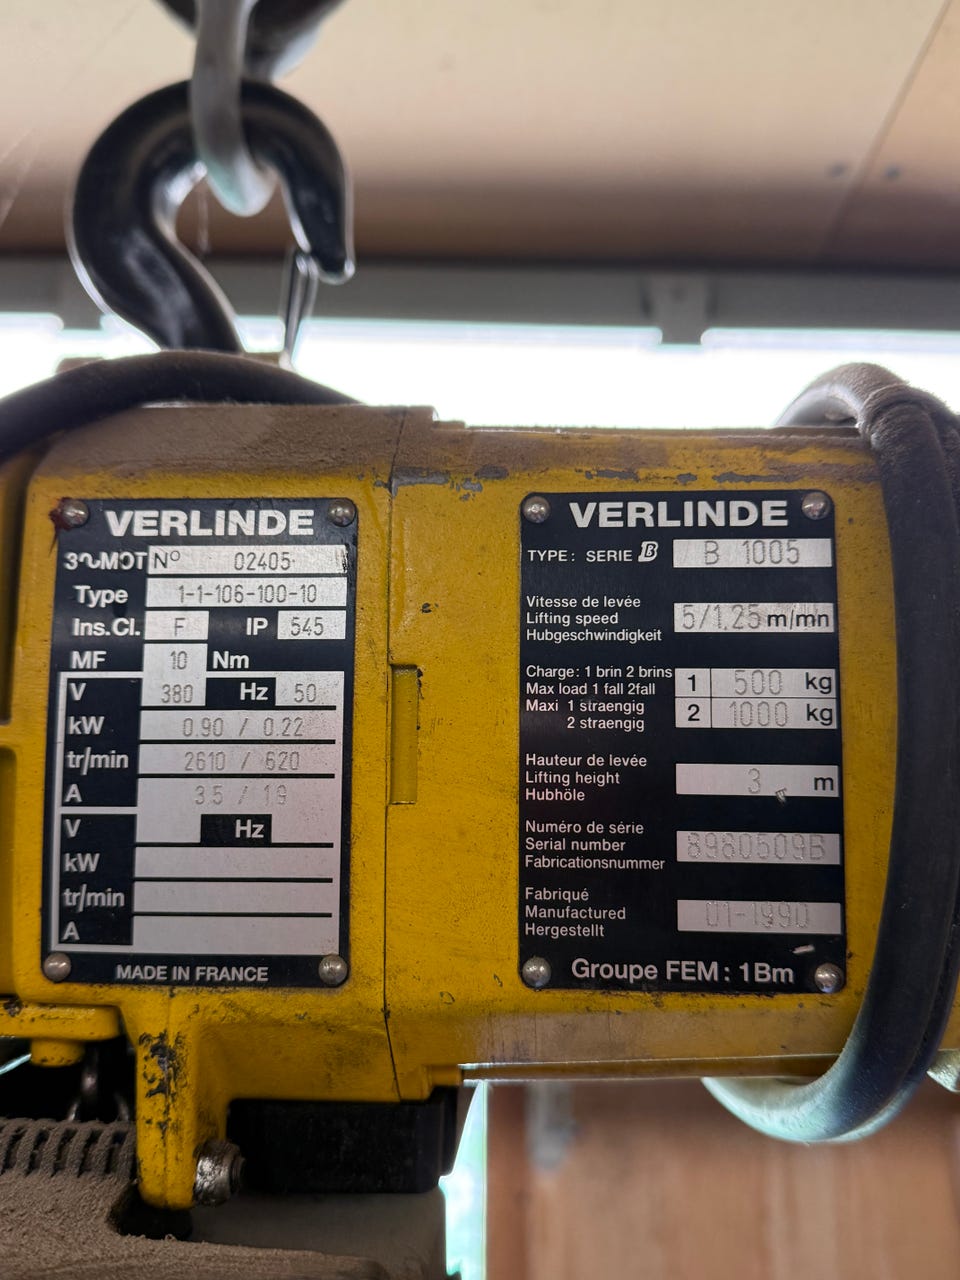 VERLINDE
3~MOT N° 02405
Type 1-1-106-100-10
Ins.Cl. F IP 545
MF 10 Nm
V 380 Hz 50
kW 0.90 / 0.22
tr/min 2610 / 620
A 3.5 / 1.9
V Hz
kW
tr/min
A
MADE IN FRANCE
VERLINDE
TYPE: SERIE B B 1005
Vitesse de levée
Lifting speed 5/1,25 m/mn
Hubgeschwindigkeit
Charge: 1 brin 2 brins
Max load 1 fall 2fall 1 500 kg
Maxi 1 straengig 2 1000 kg
2 straengig
Hauteur de levée
Lifting height 3 m
Hubhöle
Numéro de série
Serial number 8980509B
Fabricationsnummer
Fabriqué
Manufactured 01-1990
Hergestellt
Groupe FEM: 1Bm